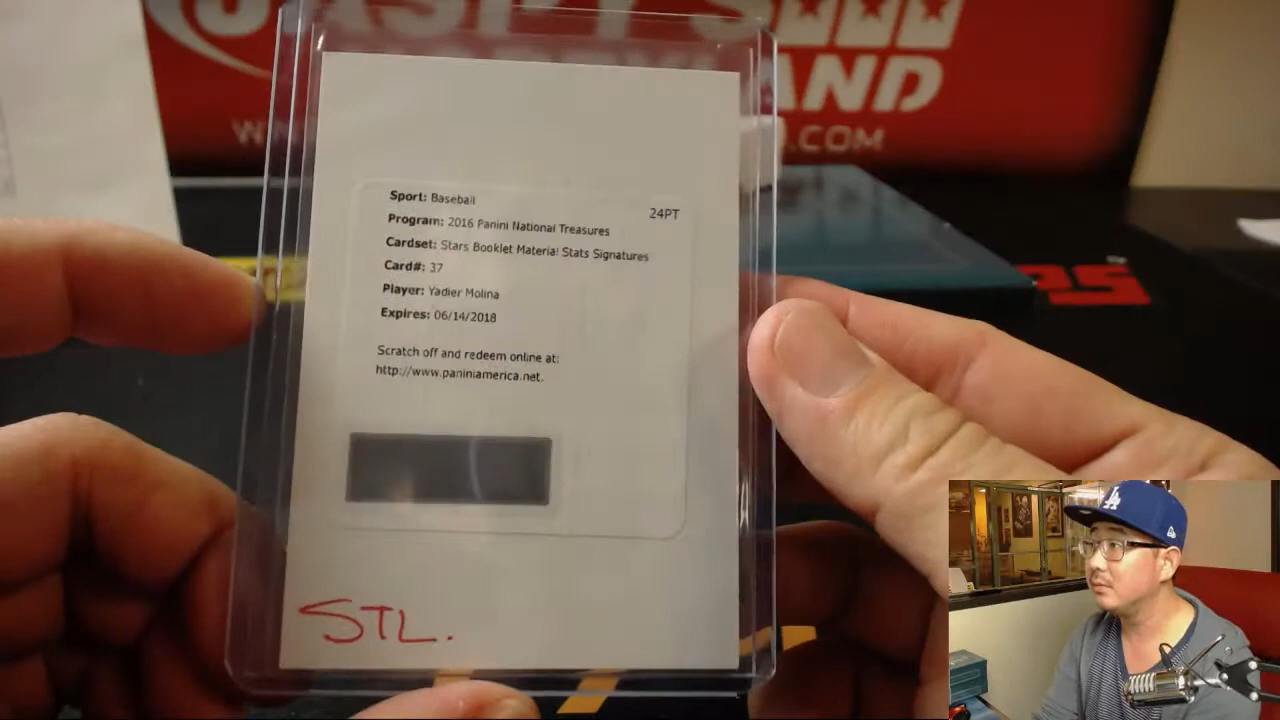 AND
.COM
Sport: Baseball
24PT
Program: 2016 Panini National Treasures
Cardset: Stars Booklet Material Stats Signatures
Card#: 37
Player: Yadier Molina
Expires: 06/14/2018
Scratch off and redeem online at:
http://www.paniniamerica.net.
STL.
LA